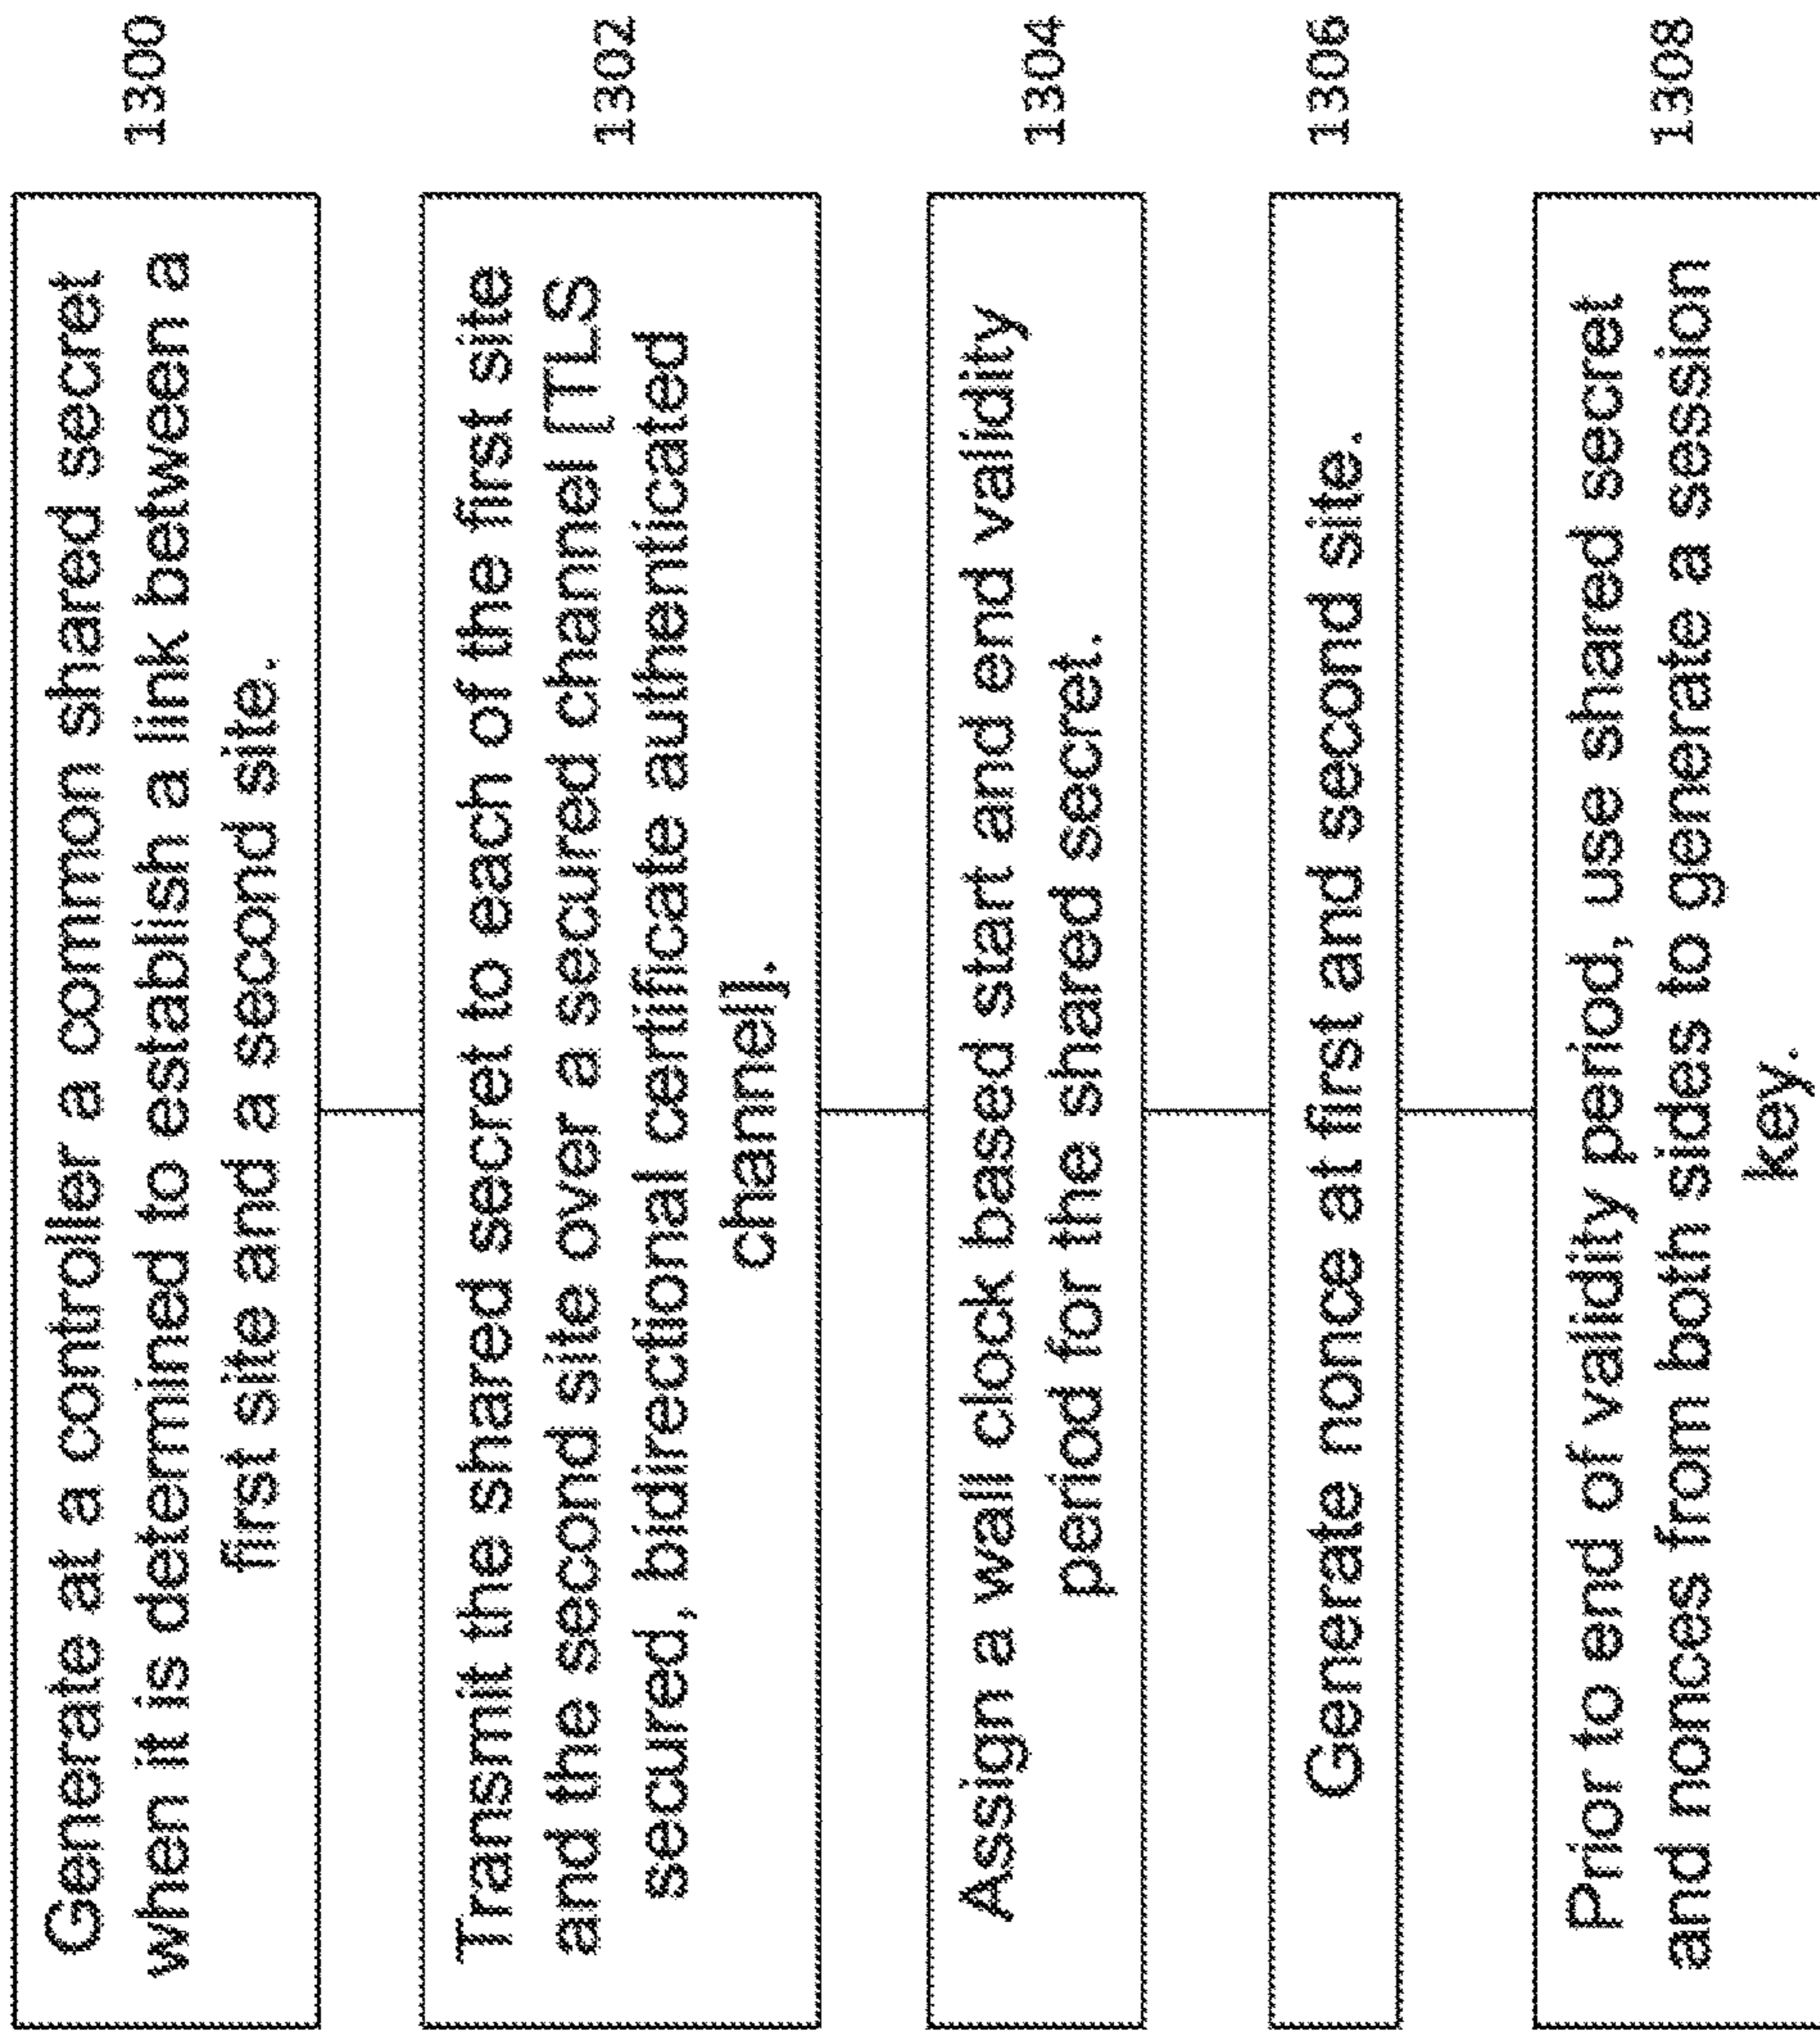 Generate at a controller a common shared secret
when it is determined to establish a link between a
first site and a second site.
1300
Transmit the shared secret to each of the first site
and the second site over a secured channel [TLS
secured, bidirectional certificate authenticated
channel].
1302
Assign a wall clock based start and end validity
period for the shared secret.
1304
Generate nonce at first and second site.
1306
Prior to end of validity period, use shared secret
and nonces from both sides to generate a session
key.
1308